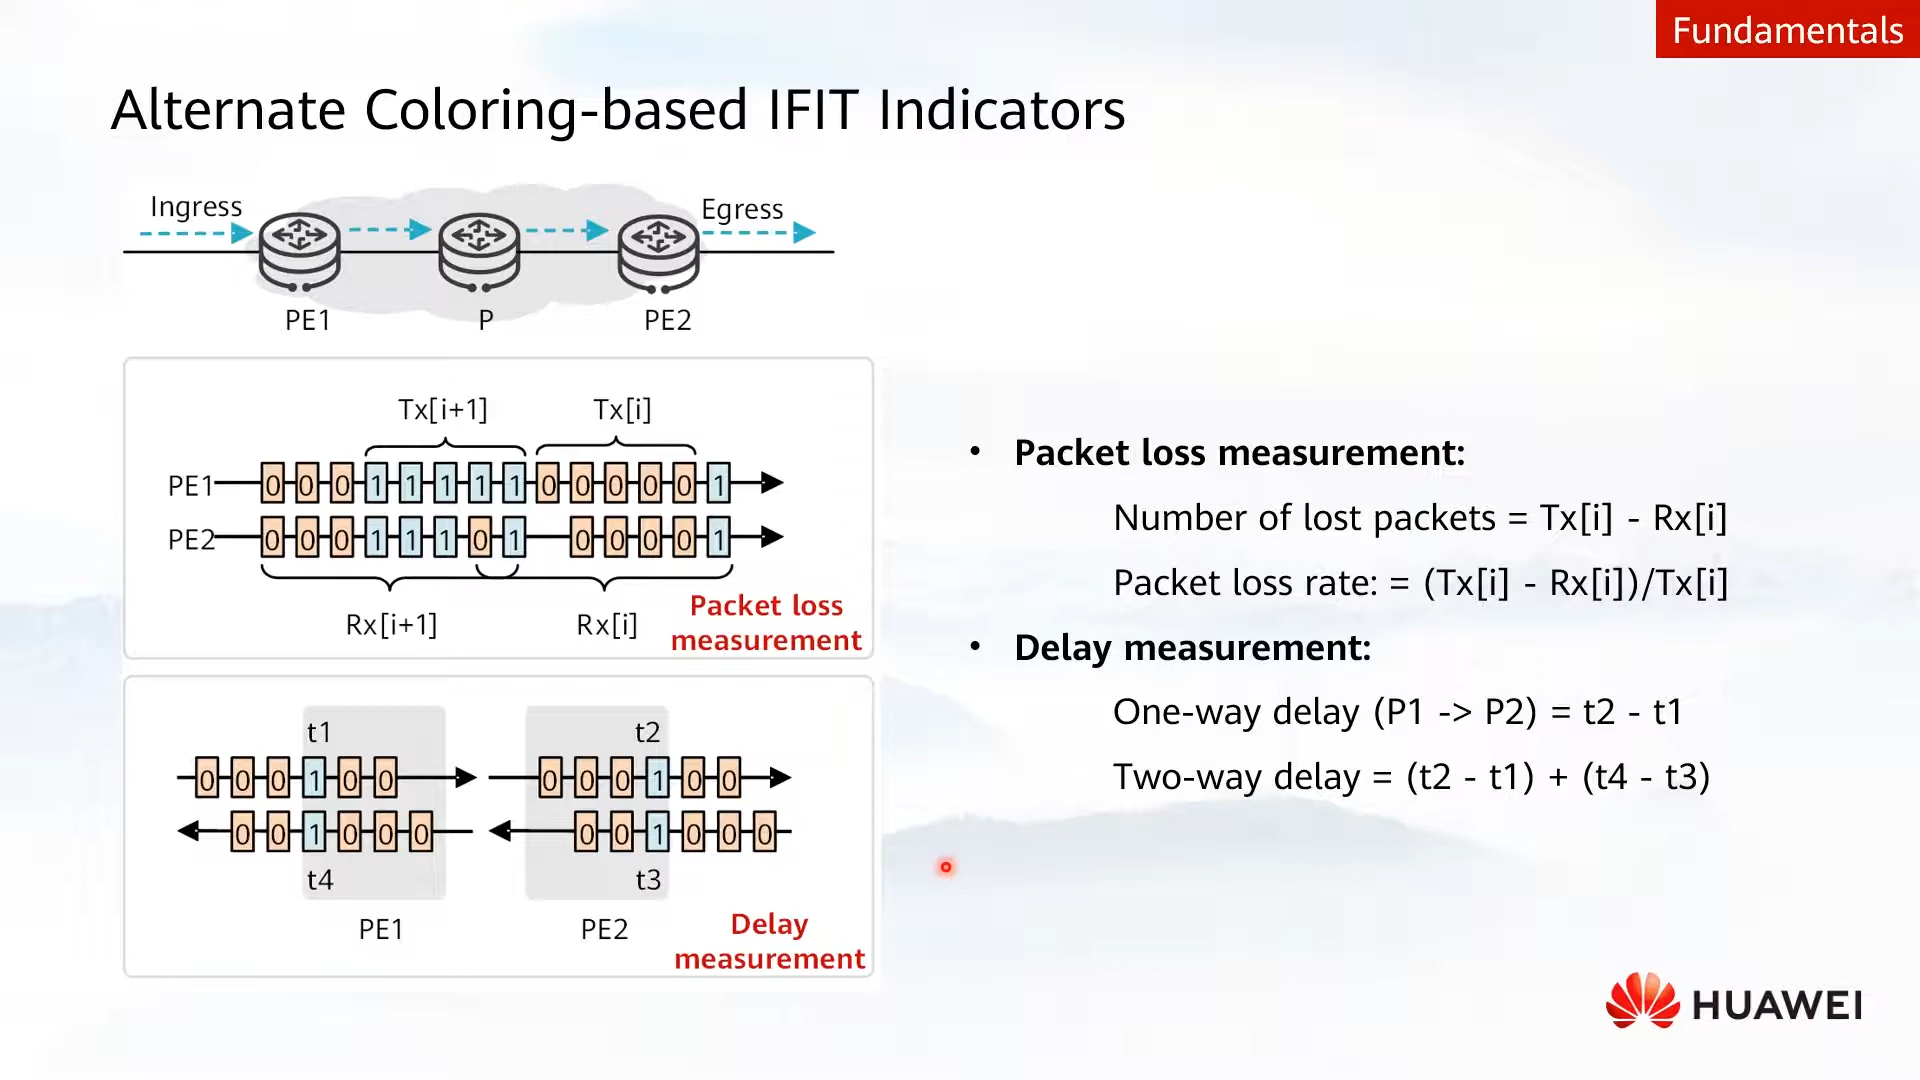 Fundamentals
Alternate Coloring-based IFIT Indicators
Ingress
Egress
PE1
P
PE2
Tx[i+1]
Tx[i]
PE1
0 0 0 1 1 1 1 1 0 0 0 0 0 1
PE2
0 0 0 1 1 1 0 1 0 0 0 0 1
Rx[i+1]
Rx[i]
Packet loss
measurement
t1
t2
0 0 0 1 0 0
0 0 0 1 0 0
0 0 1 0 0 0
0 0 1 0 0 0
t4
t3
PE1
PE2
Delay
measurement
• Packet loss measurement:
Number of lost packets = Tx[i] - Rx[i]
Packet loss rate: = (Tx[i] - Rx[i])/Tx[i]
• Delay measurement:
One-way delay (P1 -> P2) = t2 - t1
Two-way delay = (t2 - t1) + (t4 - t3)
HUAWEI